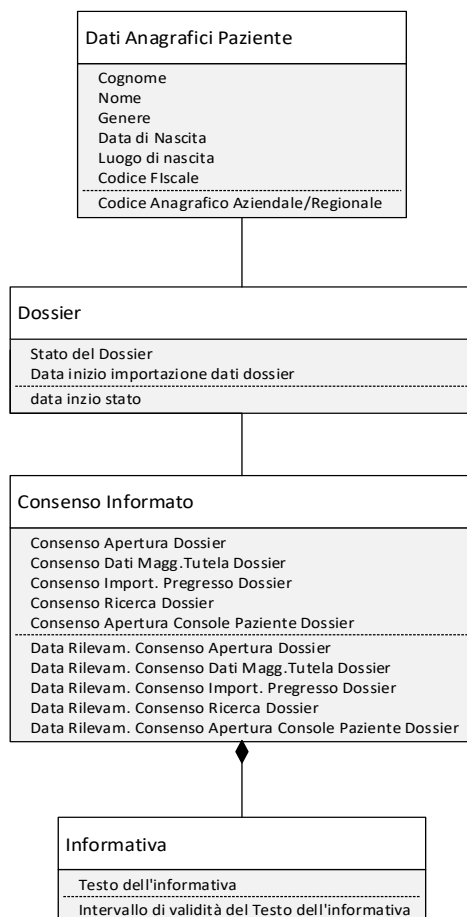 Dati Anagrafici Paziente
Cognome
Nome
Genere
Data di Nascita
Luogo di nascita
Codice FIscale
Codice Anagrafico Aziendale/Regionale
Dossier
Stato del Dossier
Data inizio importazione dati dossier
data inzio stato
Consenso Informato
Consenso Apertura Dossier
Consenso Dati Magg.Tutela Dossier
Consenso Import. Pregresso Dossier
Consenso Ricerca Dossier
Consenso Apertura Console Paziente Dossier
Data Rilevam. Consenso Apertura Dossier
Data Rilevam. Consenso Dati Magg.Tutela Dossier
Data Rilevam. Consenso Import. Pregresso Dossier
Data Rilevam. Consenso Ricerca Dossier
Data Rilevam. Consenso Apertura Console Paziente Dossier
Informativa
Testo dell'informativa
Intervallo di validità del Testo dell'informativa